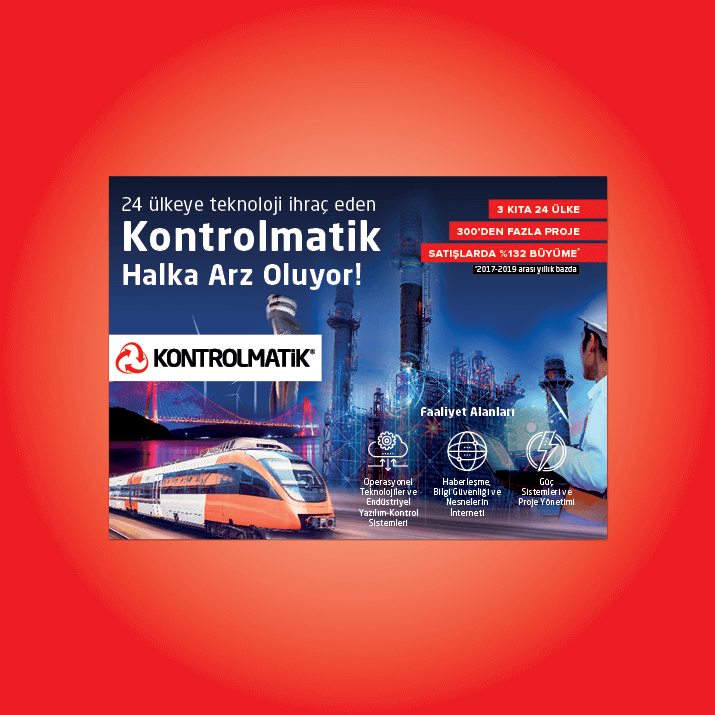 24 ülkeye teknoloji ihraç eden
Kontrolmatik
Halka Arz Oluyor!
3 KITA 24 ÜLKE
300'DEN FAZLA PROJE
SATIŞLARDA %132 BÜYÜME*
*2017-2019 arası yıllık bazda
KONTROLMATİK®
Faaliyet Alanları
Operasyonel
Teknolojiler ve
Endüstriyel
Yazılım-Kontrol
Sistemleri
Haberleşme,
Bilgi Güvenliği ve
Nesnelerin
İnterneti
Güç
Sistemleri ve
Proje Yönetimi